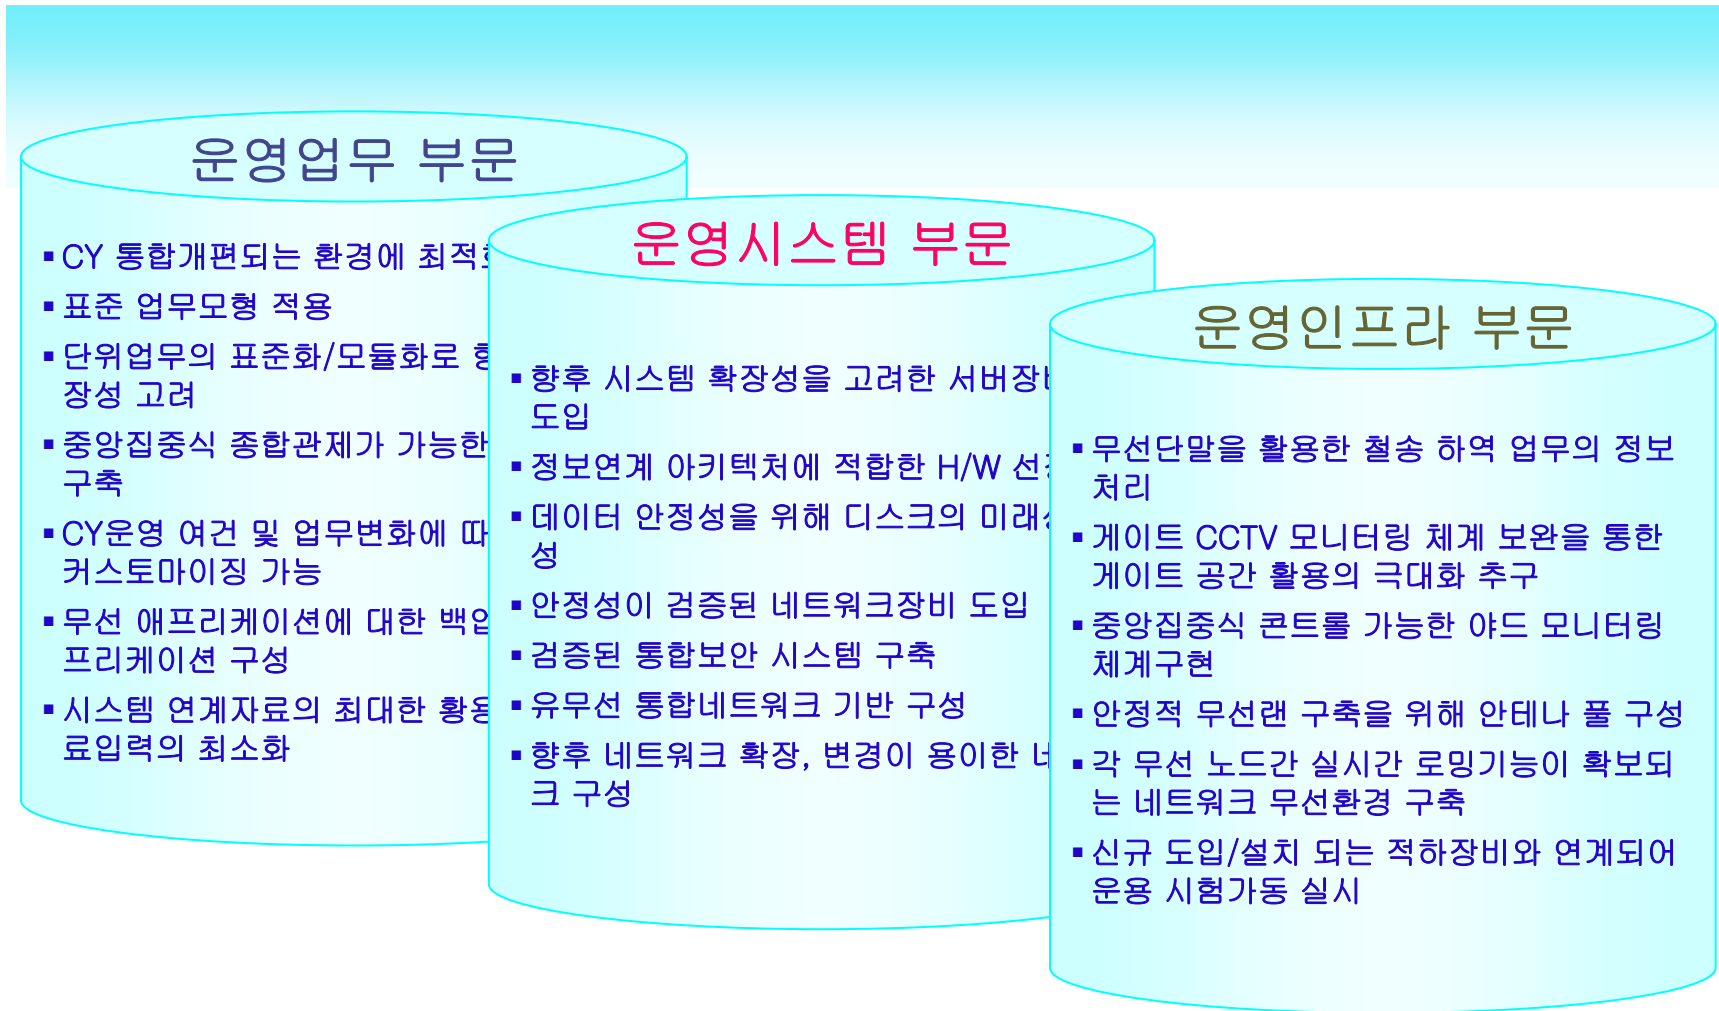 운영업무 부문
▪ CY 통합개편되는 환경에
▪ 표준 업무모형 적용
▪ 단위업무의 표준화/모듈화로
장성 고려
▪ 중앙집중식 종합관제가 가능한
구축
▪ CY운영 여건 및 업무변화에
커스토마이징 가능
▪ 무선 애프리케이션에 대한
프리케이션 구성
▪ 시스템 연계자료의 최대한
료입력의 최소화
운영시스템 부문
▪ 향후 시스템 확장성을 고려한
도입
▪ 정보연계 아키텍처에 적합한 H/W
▪ 데이터 안정성을 위해 디스크의
성
▪ 안정성이 검증된 네트워크장비 도입
▪ 검증된 통합보안 시스템 구축
▪ 유무선 통합네트워크 기반 구성
▪ 향후 네트워크 확장, 변경이 용이한
크 구성
운영인프라 부문
▪ 무선단말을 활용한 철송 하역 업무의 정보
처리
▪ 게이트 CCTV 모니터링 체계 보완을 통한
게이트 공간 활용의 극대화 추구
▪ 중앙집중식 콘트롤 가능한 야드 모니터링
체계구현
▪ 안정적 무선랜 구축을 위해 안테나 풀 구성
▪ 각 무선 노드간 실시간 로밍기능이 확보되
는 네트워크 무선환경 구축
▪ 신규 도입/설치 되는 적하장비와 연계되어
운용 시험가동 실시